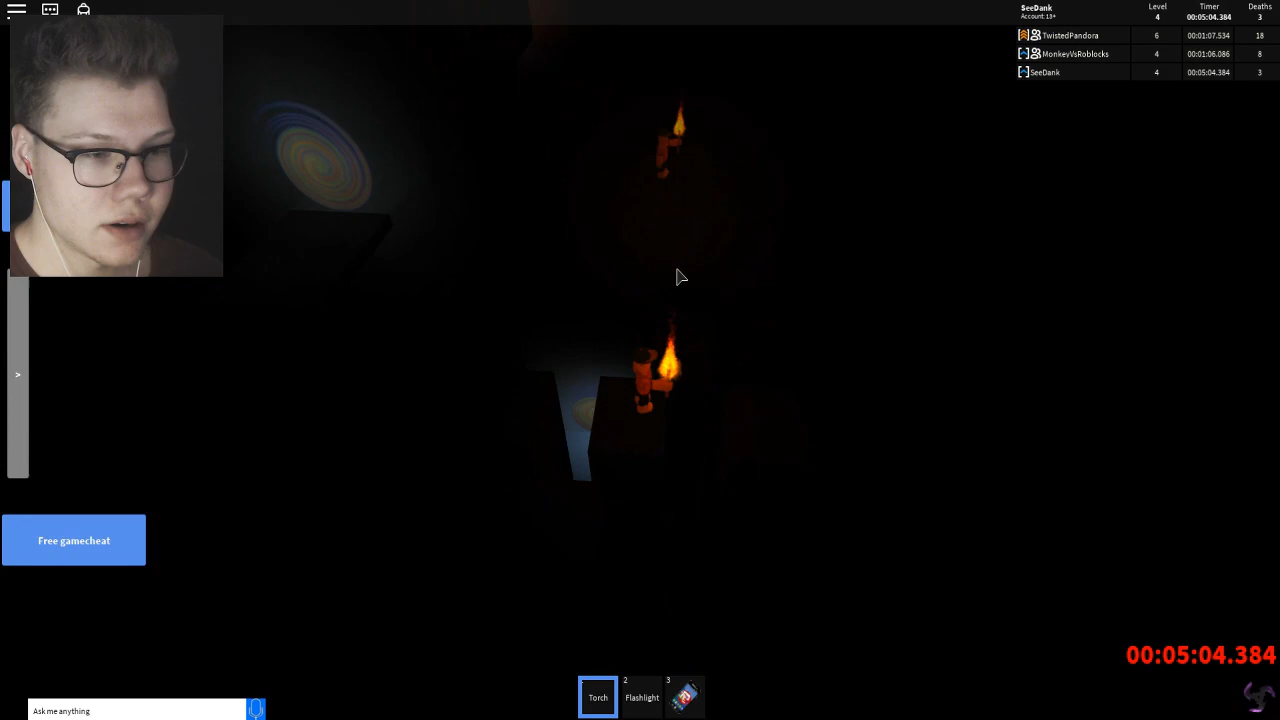 SeeDank
Account: 13+
Level
4
Timer
00:05:04.384
Deaths
3
TwistedPandora 6 00:01:07.534 18
MonkeyVsRoblocks 4 00:01:06.086 8
SeeDank 4 00:05:04.384 3
>
Free gamecheat
00:05:04.384
Torch
2
Flashlight
3
Ask me anything